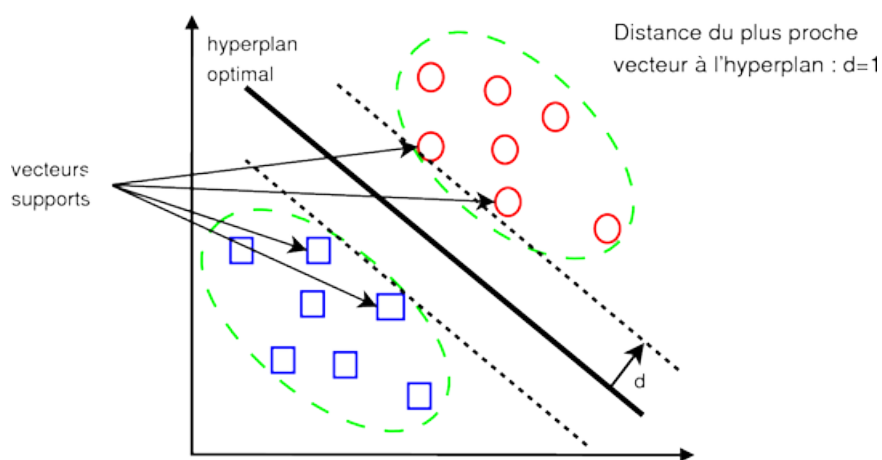 hyperplan
optimal
Distance du plus proche
vecteur à l'hyperplan : d=1
vecteurs
supports
d